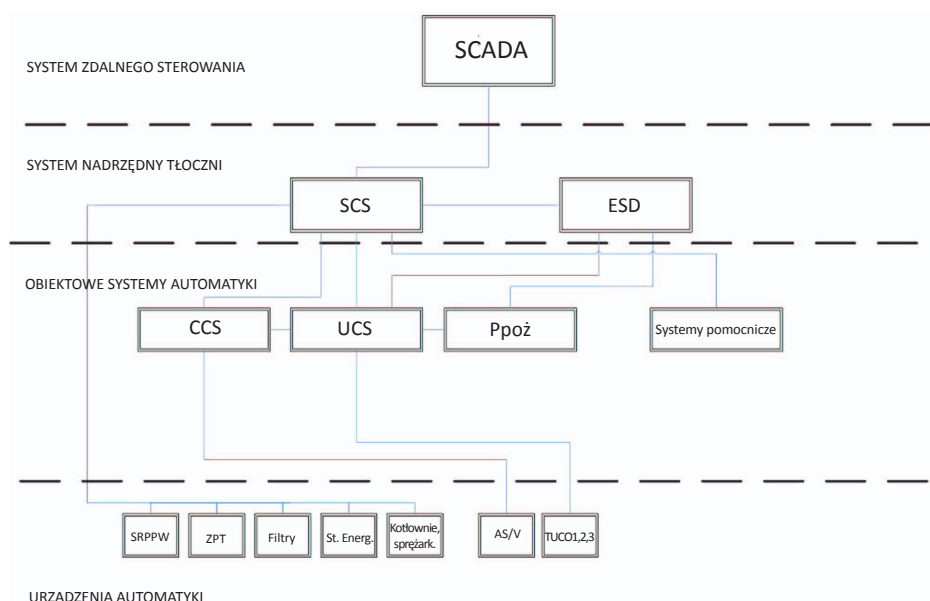 SCADA
SYSTEM ZDALNEGO STEROWANIA
SYSTEM NADRZĘDNY TŁOCZNI
SCS
ESD
OBIEKTOWE SYSTEMY AUTOMATYKI
CCS
UCS
Ppoż
Systemy pomocnicze
SRPPW
ZPT
Filtry
St. Energ.
Kotłownie,
sprężark.
AS/V
TUCO1,2,3
URZĄDZENIA AUTOMATYKI